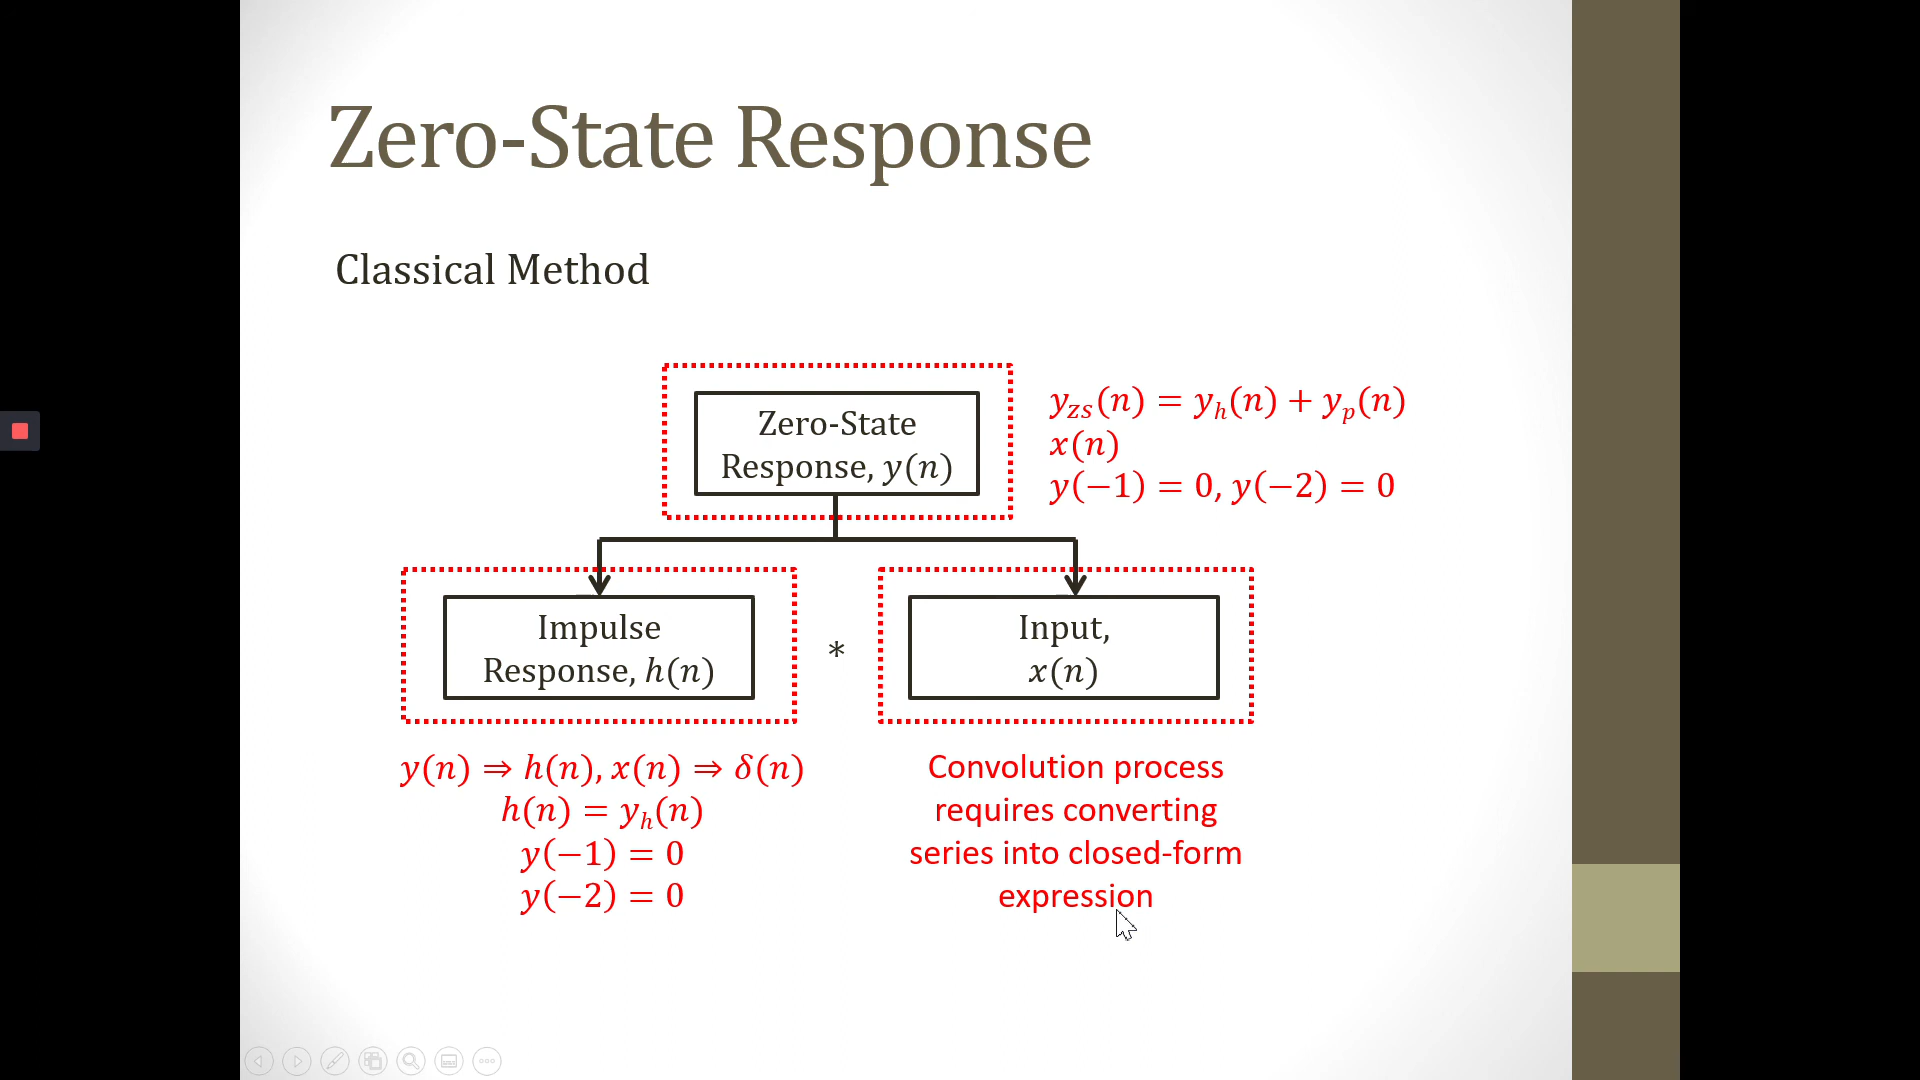 Zero-State Response
Classical Method
Zero-State
Response, y(n)
y_zs(n) = y_h(n) + y_p(n)
x(n)
y(−1) = 0, y(−2) = 0
Impulse
Response, h(n)
*
Input,
x(n)
y(n) ⇒ h(n), x(n) ⇒ δ(n)
h(n) = y_h(n)
y(−1) = 0
y(−2) = 0
Convolution process
requires converting
series into closed-form
expression